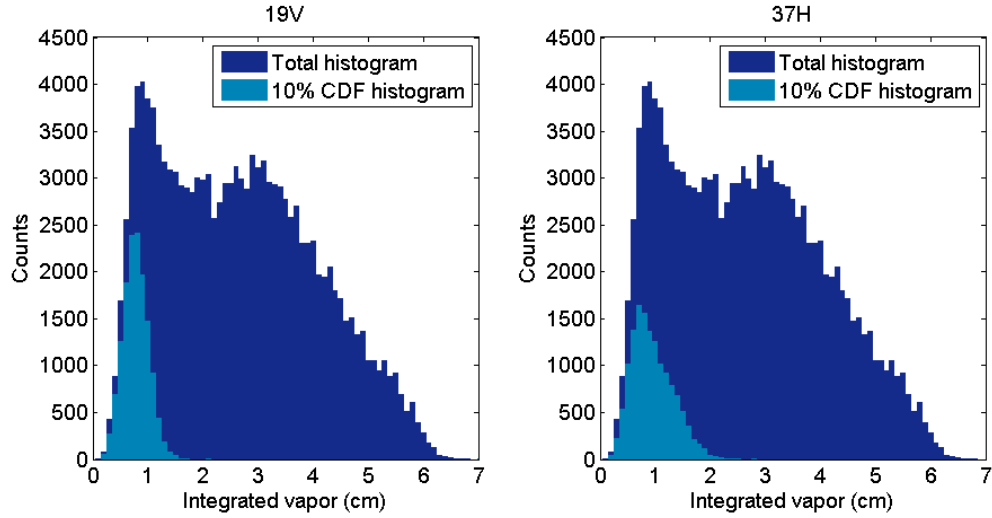 19V
4500
4000
3500
3000
2500
2000
1500
1000
500
0
Counts
Total histogram
10% CDF histogram
0 1 2 3 4 5 6 7
Integrated vapor (cm)
37H
4500
4000
3500
3000
2500
2000
1500
1000
500
0
Counts
Total histogram
10% CDF histogram
0 1 2 3 4 5 6 7
Integrated vapor (cm)